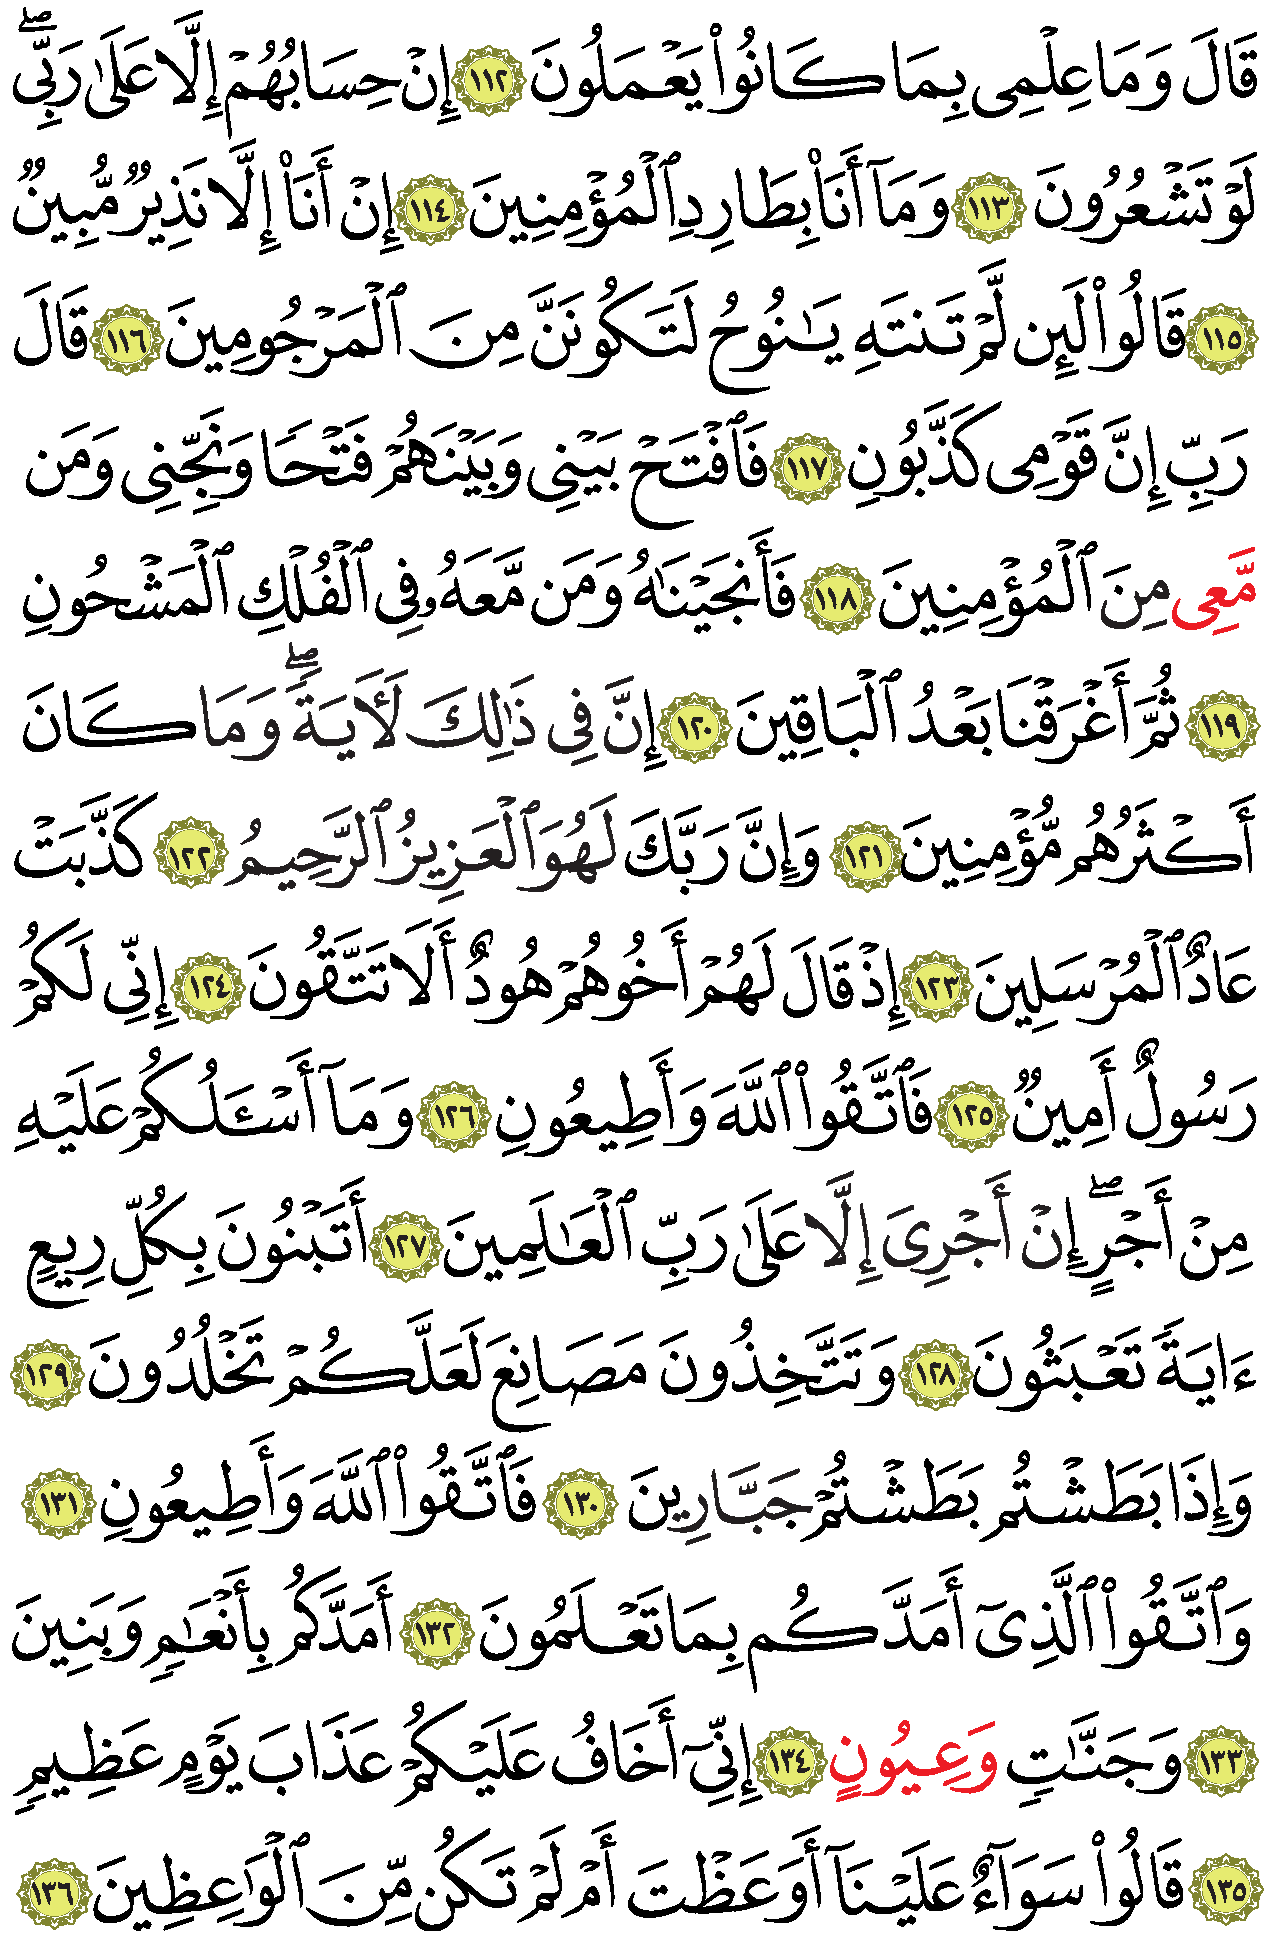 قَالَ وَمَا عِلْمِى بِمَا كَانُوا۟ يَعْمَلُونَ ١١٢ إِنْ حِسَابُهُمْ إِلَّا عَلَىٰ رَبِّى ۖ
لَوْ تَشْعُرُونَ ١١٣ وَمَآ أَنَا۠ بِطَارِدِ ٱلْمُؤْمِنِينَ ١١٤ إِنْ أَنَا۠ إِلَّا نَذِيرٌ مُّبِينٌ
١١٥ قَالُوا۟ لَئِن لَّمْ تَنتَهِ يَـٰنُوحُ لَتَكُونَنَّ مِنَ ٱلْمَرْجُومِينَ ١١٦ قَالَ
رَبِّ إِنَّ قَوْمِى كَذَّبُونِ ١١٧ فَٱفْتَحْ بَيْنِى وَبَيْنَهُمْ فَتْحًا وَنَجِّنِى وَمَن
مَّعِى مِنَ ٱلْمُؤْمِنِينَ ١١٨ فَأَنجَيْنَـٰهُ وَمَن مَّعَهُۥ فِى ٱلْفُلْكِ ٱلْمَشْحُونِ
١١٩ ثُمَّ أَغْرَقْنَا بَعْدُ ٱلْبَاقِينَ ١٢٠ إِنَّ فِى ذَٰلِكَ لَـَٔايَةً ۖ وَمَا كَانَ
أَكْثَرُهُم مُّؤْمِنِينَ ١٢١ وَإِنَّ رَبَّكَ لَهُوَ ٱلْعَزِيزُ ٱلرَّحِيمُ ١٢٢ كَذَّبَتْ
عَادٌ ٱلْمُرْسَلِينَ ١٢٣ إِذْ قَالَ لَهُمْ أَخُوهُمْ هُودٌ أَلَا تَتَّقُونَ ١٢٤ إِنِّى لَكُمْ
رَسُولٌ أَمِينٌ ١٢٥ فَٱتَّقُوا۟ ٱللَّهَ وَأَطِيعُونِ ١٢٦ وَمَآ أَسْـَٔلُكُمْ عَلَيْهِ
مِنْ أَجْرٍ ۖ إِنْ أَجْرِىَ إِلَّا عَلَىٰ رَبِّ ٱلْعَـٰلَمِينَ ١٢٧ أَتَبْنُونَ بِكُلِّ رِيعٍ
ءَايَةً تَعْبَثُونَ ١٢٨ وَتَتَّخِذُونَ مَصَانِعَ لَعَلَّكُمْ تَخْلُدُونَ ١٢٩
وَإِذَا بَطَشْتُم بَطَشْتُمْ جَبَّارِينَ ١٣٠ فَٱتَّقُوا۟ ٱللَّهَ وَأَطِيعُونِ ١٣١
وَٱتَّقُوا۟ ٱلَّذِىٓ أَمَدَّكُم بِمَا تَعْلَمُونَ ١٣٢ أَمَدَّكُم بِأَنْعَـٰمٍ وَبَنِينَ
١٣٣ وَجَنَّـٰتٍ وَعِيُونٍ ١٣٤ إِنِّىٓ أَخَافُ عَلَيْكُمْ عَذَابَ يَوْمٍ عَظِيمٍ
١٣٥ قَالُوا۟ سَوَآءٌ عَلَيْنَآ أَوَعَظْتَ أَمْ لَمْ تَكُن مِّنَ ٱلْوَٰعِظِينَ ١٣٦